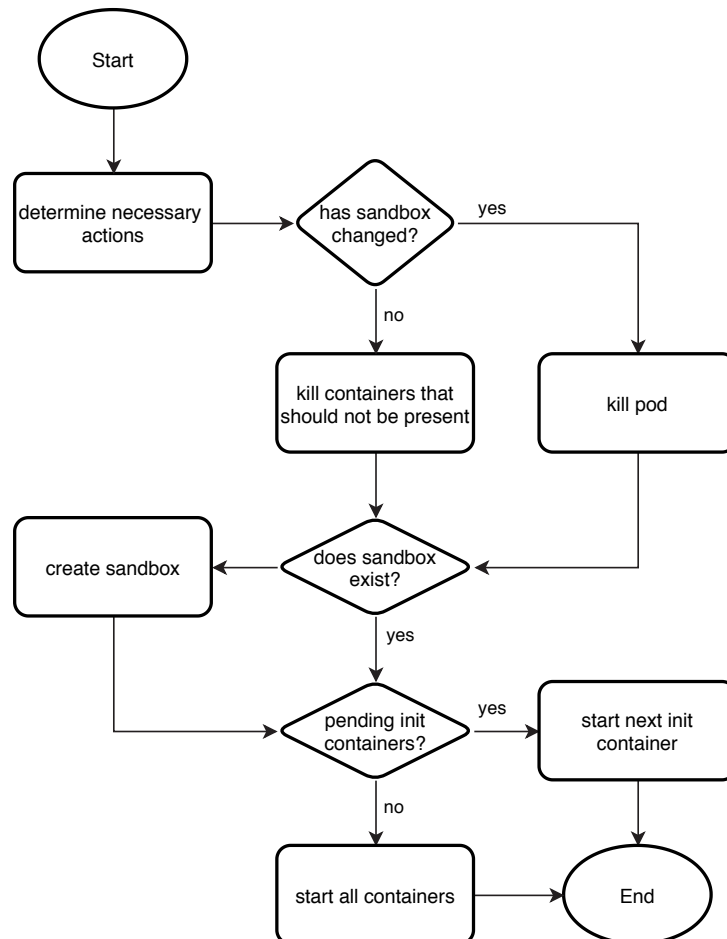 Start
determine necessary
actions
has sandbox
changed?
yes
no
kill containers that
should not be present
kill pod
create sandbox
does sandbox
exist?
yes
pending init
containers?
yes
start next init
container
no
start all containers
End